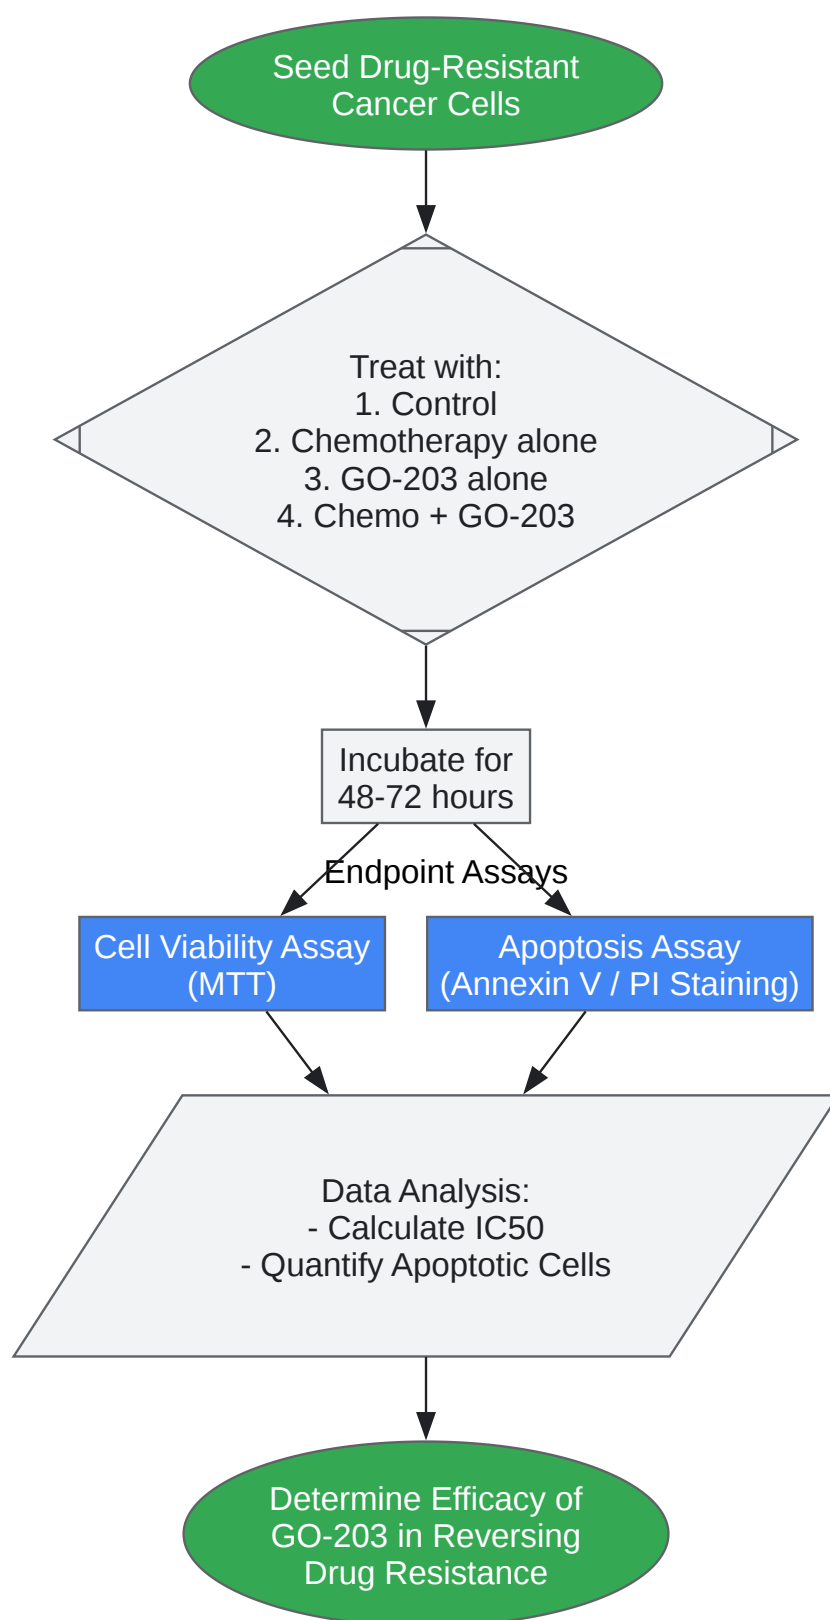 Seed Drug-Resistant
Cancer Cells
Treat with:
1. Control
2. Chemotherapy alone
3. GO-203 alone
4. Chemo + GO-203
Incubate for
48-72 hours
Endpoint Assays
Cell Viability Assay
(MTT)
Apoptosis Assay
(Annexin V / PI Staining)
Data Analysis:
- Calculate IC50
- Quantify Apoptotic Cells
Determine Efficacy of
GO-203 in Reversing
Drug Resistance